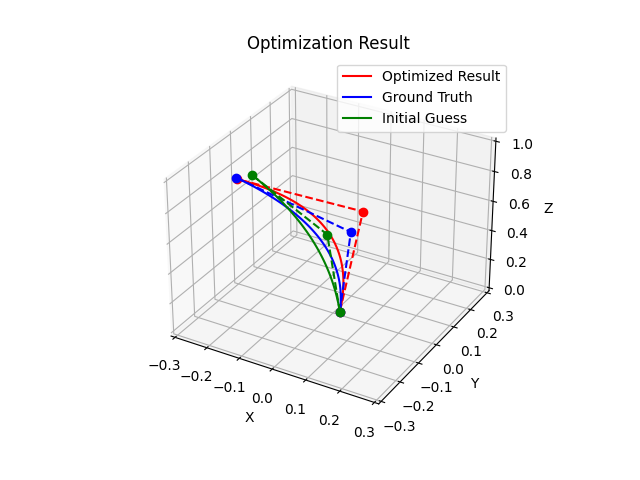 Optimization Result
Optimized Result
Ground Truth
Initial Guess
1.0
0.8
0.6
0.4
0.2
0.0
Z
0.3
0.2
0.1
0.0
−0.1
−0.2
−0.3
Y
−0.3
−0.2
−0.1
0.0
0.1
0.2
0.3
X